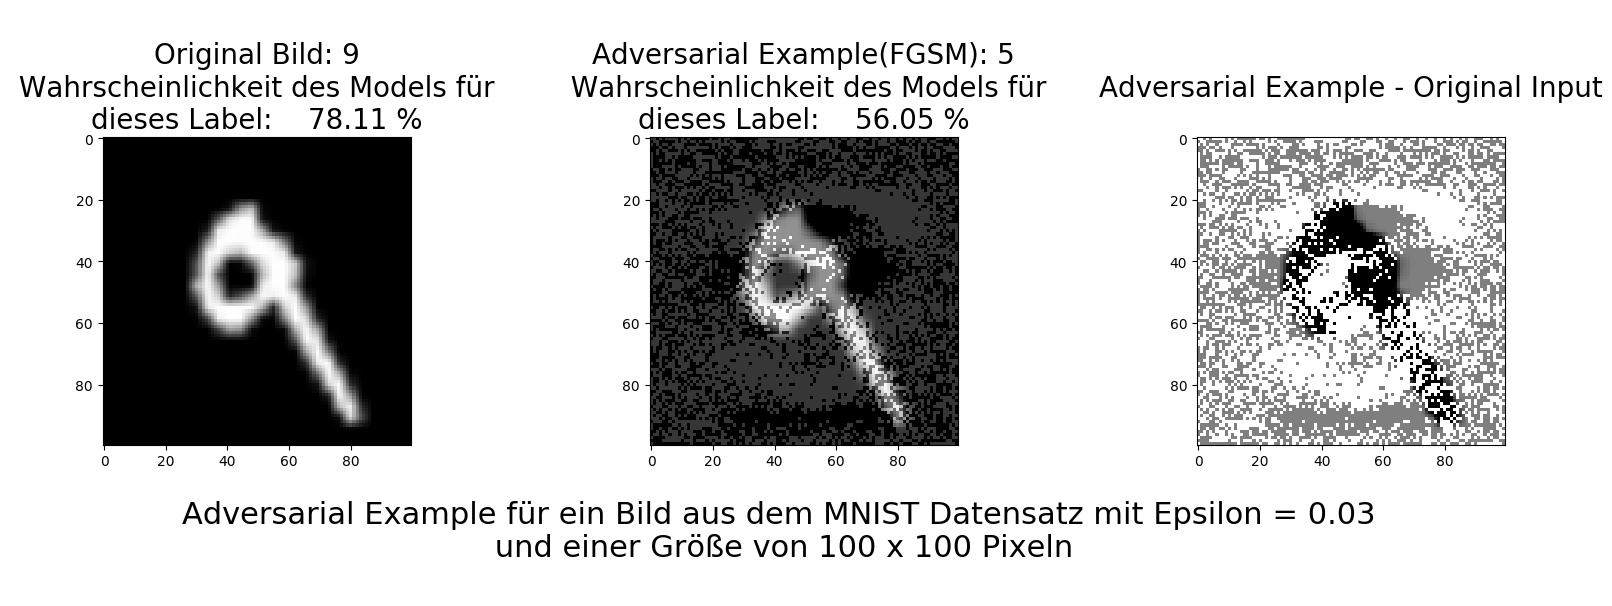 Original Bild: 9
Wahrscheinlichkeit des Models für
dieses Label: 78.11 %
0
20
40
60
80
0 20 40 60 80
Adversarial Example(FGSM): 5
Wahrscheinlichkeit des Models für
dieses Label: 56.05 %
0
20
40
60
80
0 20 40 60 80
Adversarial Example - Original Input
0
20
40
60
80
0 20 40 60 80
Adversarial Example für ein Bild aus dem MNIST Datensatz mit Epsilon = 0.03
und einer Größe von 100 x 100 Pixeln